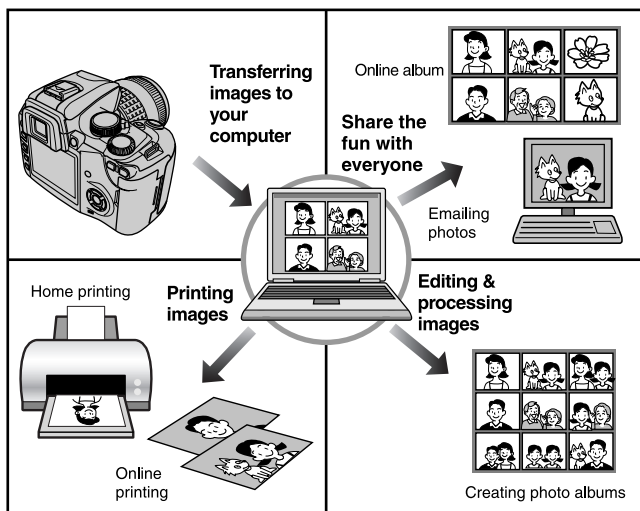 Transferring
images to
your
computer
Online album
Share the
fun with
everyone
Emailing
photos
Home printing
Printing
images
Online
printing
Editing &
processing
images
Creating photo albums